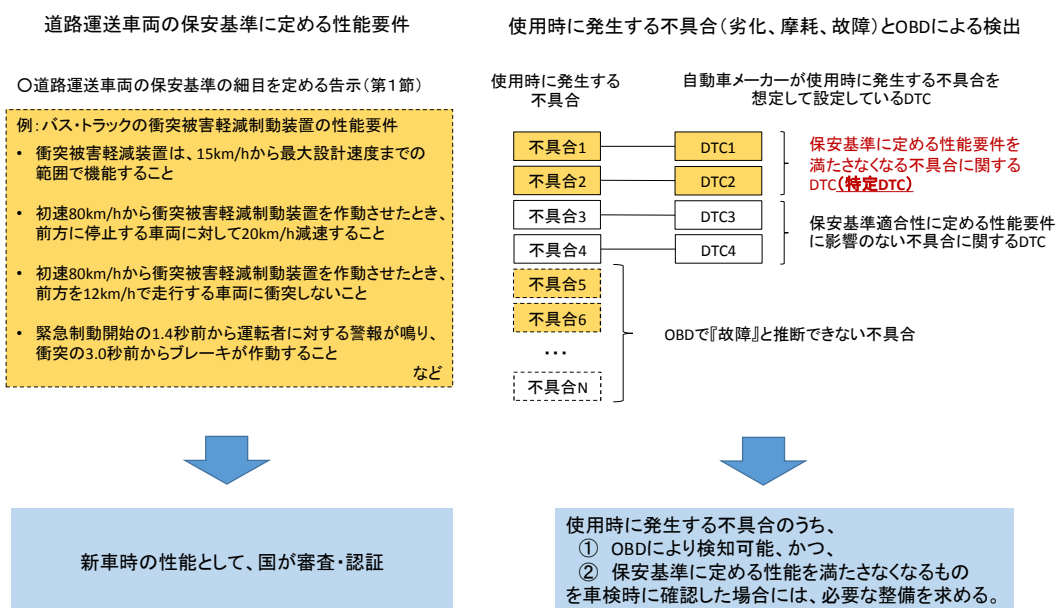 道路運送車両の保安基準に定める性能要件
〇道路運送車両の保安基準の細目を定める告示(第1節)
例:バス・トラックの衝突被害軽減制動装置の性能要件
• 衝突被害軽減装置は、15km/hから最大設計速度までの
範囲で機能すること
• 初速80km/hから衝突被害軽減制動装置を作動させたとき、
前方に停止する車両に対して20km/h減速すること
• 初速80km/hから衝突被害軽減制動装置を作動させたとき、
前方を12km/hで走行する車両に衝突しないこと
• 緊急制動開始の1.4秒前から運転者に対する警報が鳴り、
衝突の3.0秒前からブレーキが作動すること
など
新車時の性能として、国が審査・認証
使用時に発生する不具合(劣化、摩耗、故障)とOBDによる検出
使用時に発生する
不具合
自動車メーカーが使用時に発生する不具合を
想定して設定しているDTC
不具合1
DTC1
不具合2
DTC2
不具合3
DTC3
不具合4
DTC4
不具合5
不具合6
・・・
不具合N
保安基準に定める性能要件を
満たさなくなる不具合に関する
DTC(特定DTC)
保安基準適合性に定める性能要件
に影響のない不具合に関するDTC
OBDで『故障』と推断できない不具合
使用時に発生する不具合のうち、
① OBDにより検知可能、かつ、
② 保安基準に定める性能を満たさなくなるもの
を車検時に確認した場合には、必要な整備を求める。